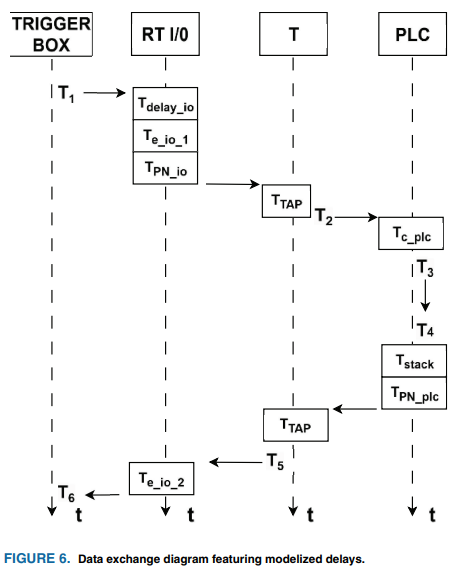 TRIGGER
BOX
RT I/0
T
PLC
T1
Tdelay_io
Te_io_1
TPN_io
TTAP
T2
Tc_plc
T3
T4
Tstack
TPN_plc
TTAP
T5
Te_io_2
T6
t
t
t
t
FIGURE 6. Data exchange diagram featuring modelized delays.